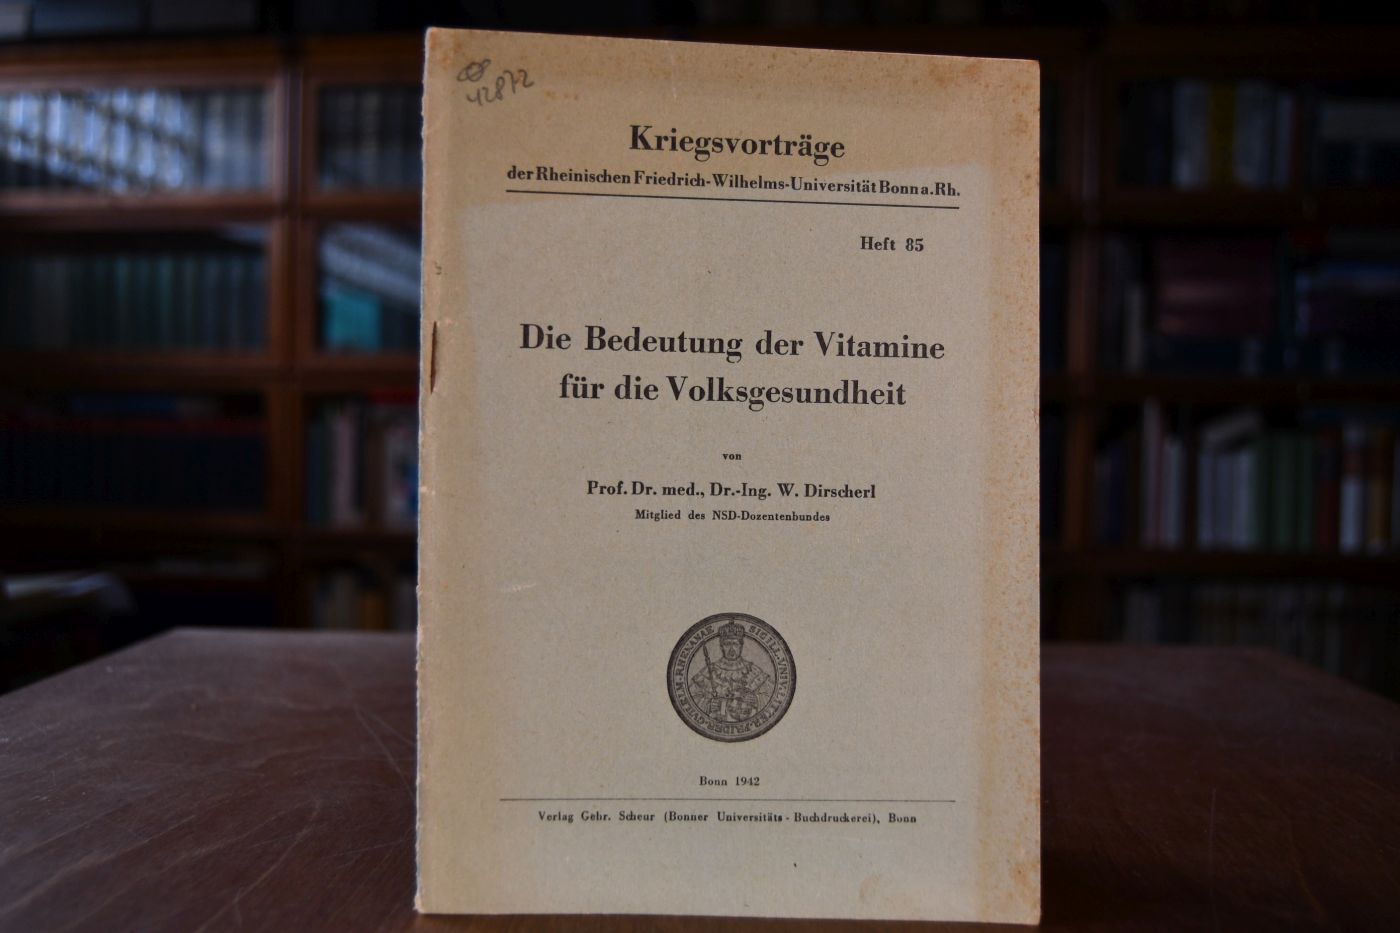 42872
Kriegsvorträge
der Rheinischen Friedrich-Wilhelms-Universität Bonn a. Rh.
Heft 85
Die Bedeutung der Vitamine
für die Volksgesundheit
von
Prof. Dr. med., Dr.-Ing. W. Dirscherl
Mitglied des NSD-Dozentenbundes
Bonn 1942
Verlag Gebr. Scheur (Bonner Universitäts - Buchdruckerei), Bonn